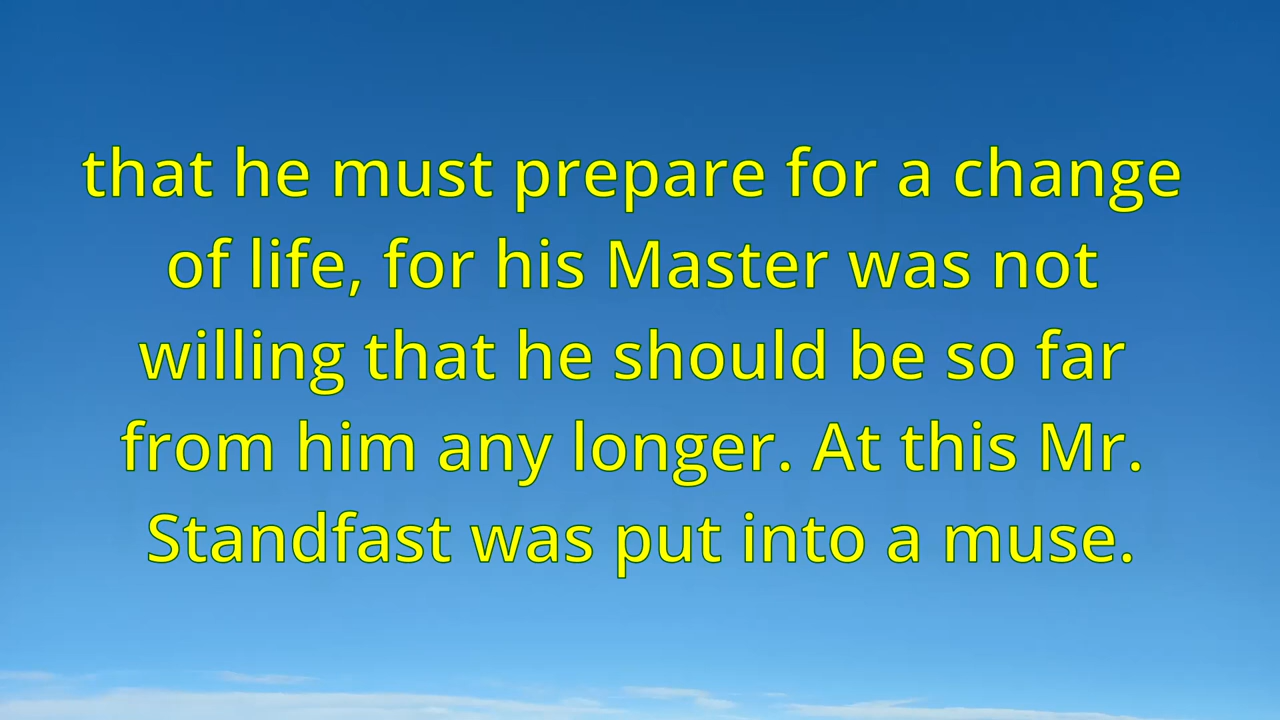 that he must prepare for a change
of life, for his Master was not
willing that he should be so far
from him any longer. At this Mr.
Standfast was put into a muse.